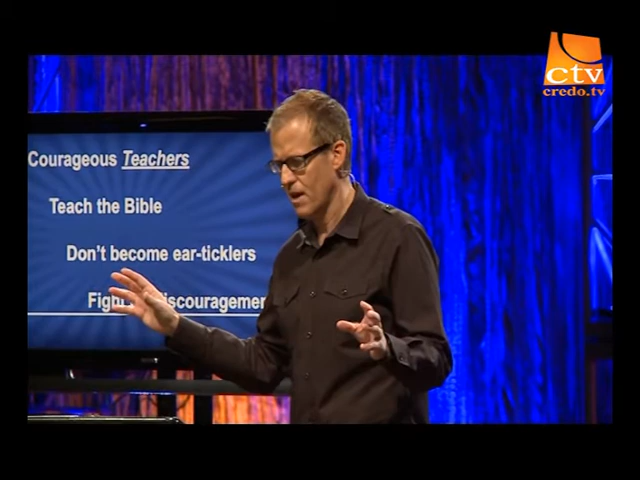 ctv
credo.tv
Courageous Teachers
Teach the Bible
Don't become ear-ticklers